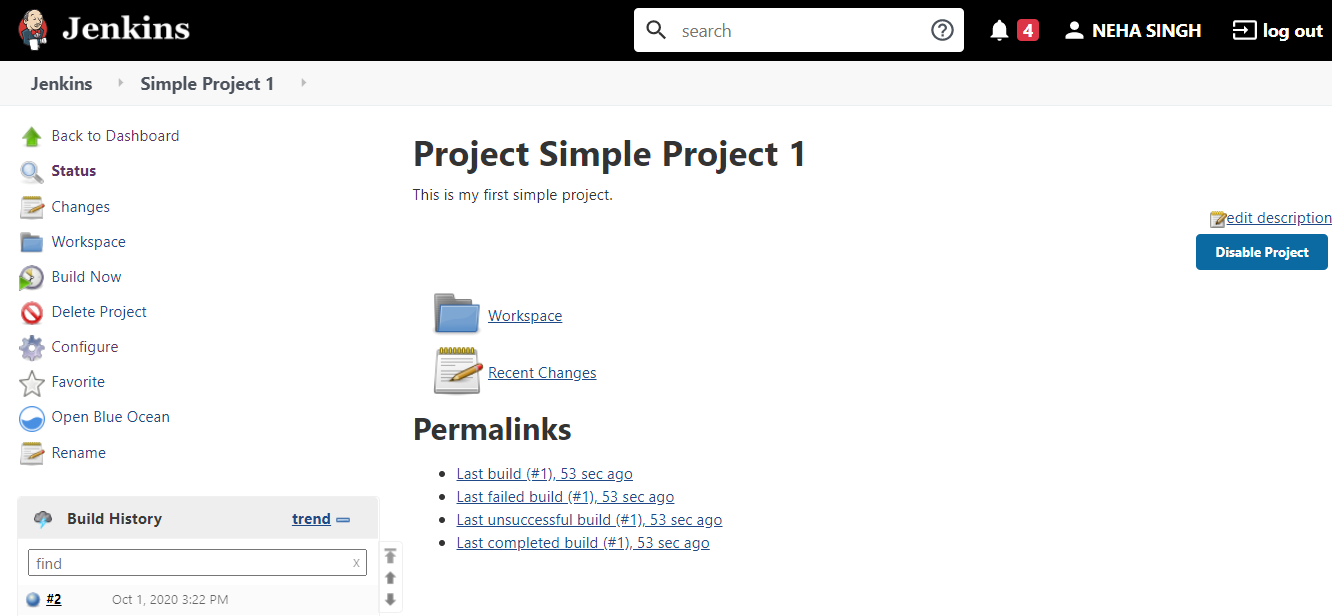 Jenkins
search
4
NEHA SINGH
log out
Jenkins
Simple Project 1
Back to Dashboard
Status
Changes
Workspace
Build Now
Delete Project
Configure
Favorite
Open Blue Ocean
Rename
Build History
trend
find
x
#2
Oct 1, 2020 3:22 PM
Project Simple Project 1
This is my first simple project.
edit description
Disable Project
Workspace
Recent Changes
Permalinks
Last build (#1), 53 sec ago
Last failed build (#1), 53 sec ago
Last unsuccessful build (#1), 53 sec ago
Last completed build (#1), 53 sec ago